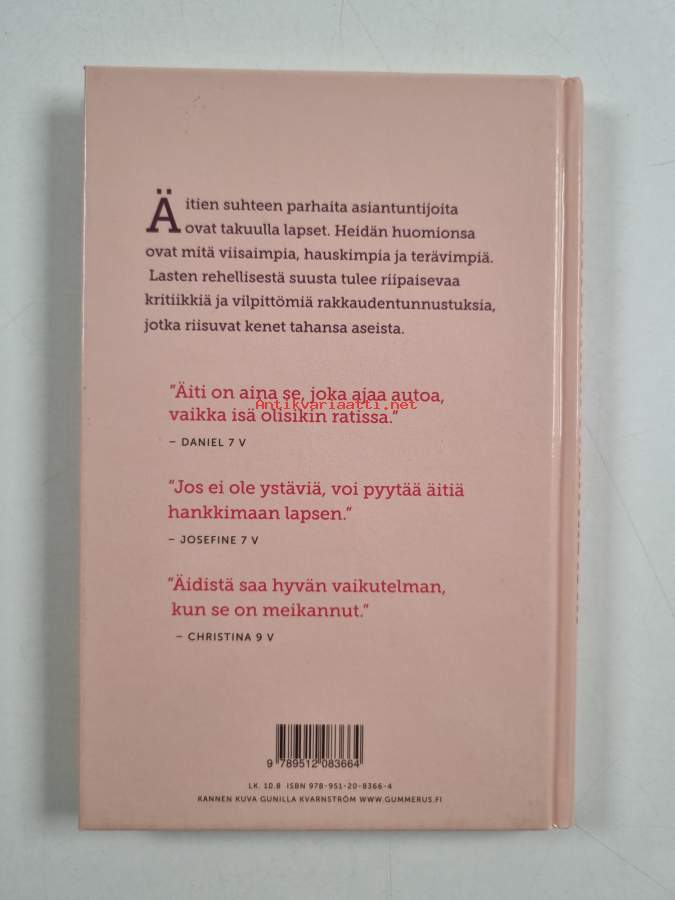 Äitien suhteen parhaita asiantuntijoita
ovat takuulla lapset. Heidän huomionsa
ovat mitä viisaimpia, hauskimpia ja terävimpiä.
Lasten rehellisestä suusta tulee riipaisevaa
kritiikkiä ja vilpittömiä rakkaudentunnustuksia,
jotka riisuvat kenet tahansa aseista.
”Äiti on aina se, joka ajaa autoa,
Antikvariaatti.net
vaikka isä olisikin ratissa.”
– DANIEL 7 V
”Jos ei ole ystäviä, voi pyytää äitiä
hankkimaan lapsen.”
– JOSEFINE 7 V
”Äidistä saa hyvän vaikutelman,
kun se on meikannut.”
– CHRISTINA 9 V
9 789512 083664
LK. 10.8 ISBN 978-951-20-8366-4
KANNEN KUVA GUNILLA KVARNSTRÖM WWW.GUMMERUS.FI